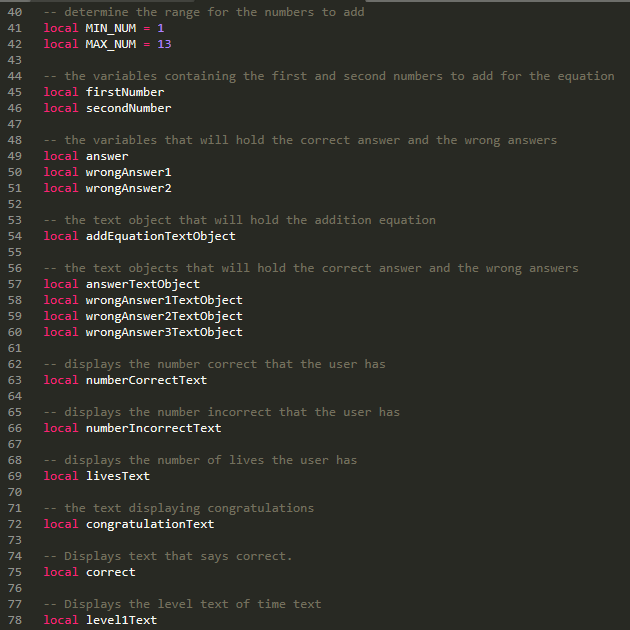 40 -- determine the range for the numbers to add
41 local MIN_NUM = 1
42 local MAX_NUM = 13
43
44 -- the variables containing the first and second numbers to add for the equation
45 local firstNumber
46 local secondNumber
47
48 -- the variables that will hold the correct answer and the wrong answers
49 local answer
50 local wrongAnswer1
51 local wrongAnswer2
52
53 -- the text object that will hold the addition equation
54 local addEquationTextObject
55
56 -- the text objects that will hold the correct answer and the wrong answers
57 local answerTextObject
58 local wrongAnswer1TextObject
59 local wrongAnswer2TextObject
60 local wrongAnswer3TextObject
61
62 -- displays the number correct that the user has
63 local numberCorrectText
64
65 -- displays the number incorrect that the user has
66 local numberIncorrectText
67
68 -- displays the number of lives the user has
69 local livesText
70
71 -- the text displaying congratulations
72 local congratulationText
73
74 -- Displays text that says correct.
75 local correct
76
77 -- Displays the level text of time text
78 local level1Text